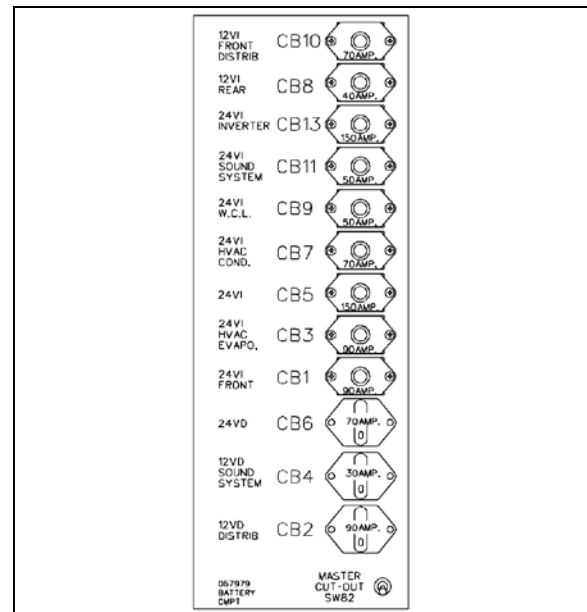 12VI
FRONT
DISTRIB
CB10
70AMP.
12VI
REAR
CB8
40AMP.
24VI
INVERTER
CB13
150AMP.
24VI
SOUND
SYSTEM
CB11
50AMP.
24VI
W.C.L.
CB9
50AMP.
24VI
HVAC
COND.
CB7
70AMP.
24VI
CB5
150AMP.
24VI
HVAC
EVAPO.
CB3
90AMP.
24VI
FRONT
CB1
90AMP.
24VD
CB6
70AMP.
0
12VD
SOUND
SYSTEM
CB4
30AMP.
0
12VD
DISTRIB
CB2
90AMP.
0
067979
BATTERY
CMPT
MASTER
CUT-OUT
SW82